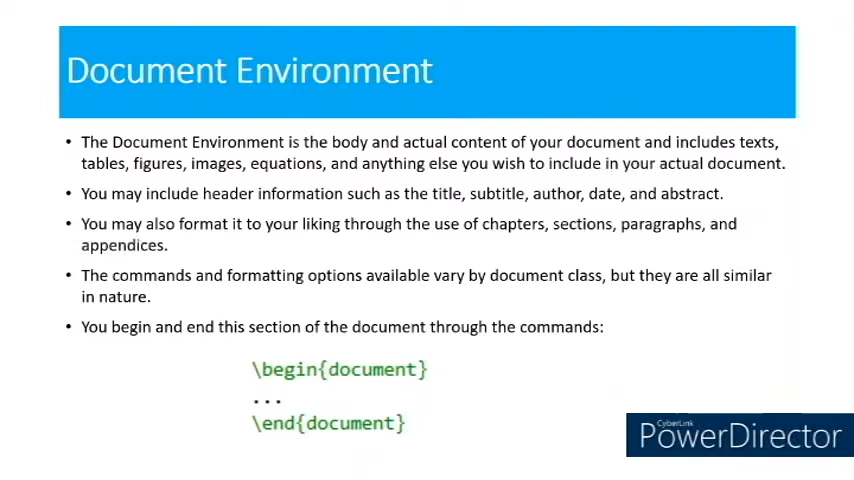 Document Environment
• The Document Environment is the body and actual content of your document and includes texts,
tables, figures, images, equations, and anything else you wish to include in your actual document.
• You may include header information such as the title, subtitle, author, date, and abstract.
• You may also format it to your liking through the use of chapters, sections, paragraphs, and
appendices.
• The commands and formatting options available vary by document class, but they are all similar
in nature.
• You begin and end this section of the document through the commands:
\begin{document}
...
\end{document}
CyberLink
PowerDirector